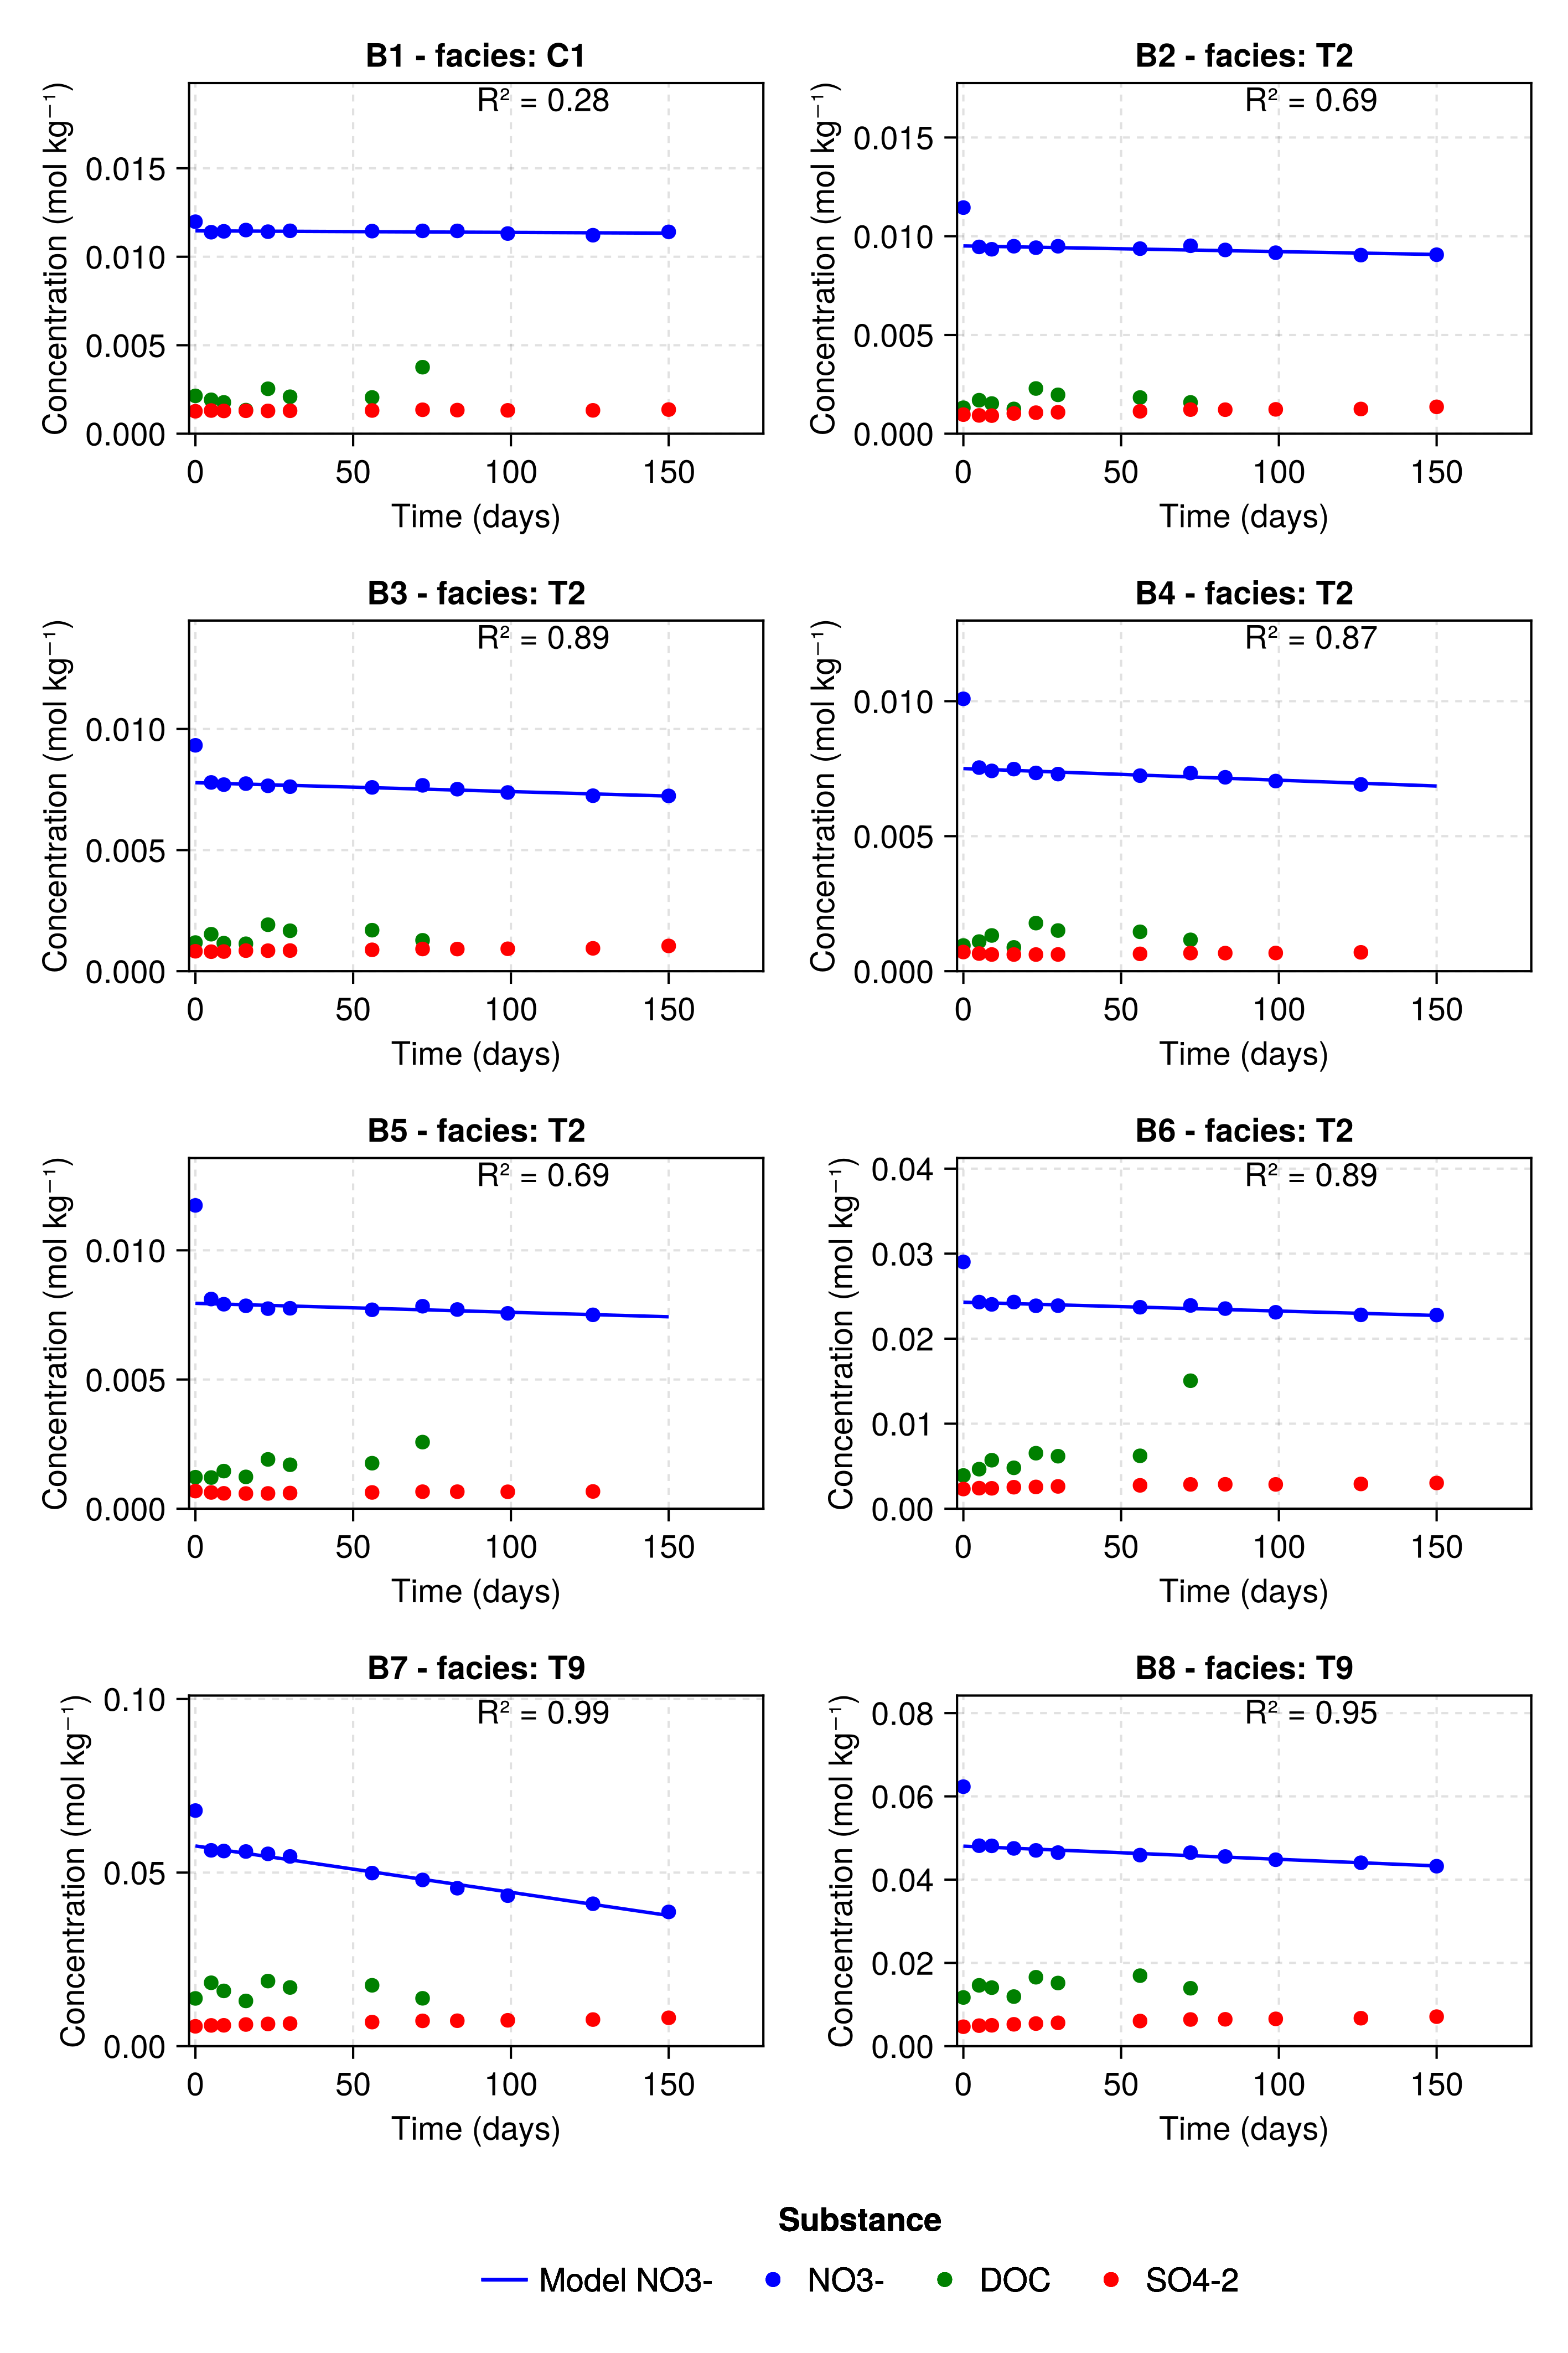 B1 - facies: C1
R² = 0.28
Concentration (mol kg⁻¹)
0.015
0.010
0.005
0.000
0 50 100 150
Time (days)
B2 - facies: T2
R² = 0.69
Concentration (mol kg⁻¹)
0.015
0.010
0.005
0.000
0 50 100 150
Time (days)
B3 - facies: T2
R² = 0.89
Concentration (mol kg⁻¹)
0.010
0.005
0.000
0 50 100 150
Time (days)
B4 - facies: T2
R² = 0.87
Concentration (mol kg⁻¹)
0.010
0.005
0.000
0 50 100 150
Time (days)
B5 - facies: T2
R² = 0.69
Concentration (mol kg⁻¹)
0.010
0.005
0.000
0 50 100 150
Time (days)
B6 - facies: T2
R² = 0.89
Concentration (mol kg⁻¹)
0.04
0.03
0.02
0.01
0.00
0 50 100 150
Time (days)
B7 - facies: T9
R² = 0.99
Concentration (mol kg⁻¹)
0.10
0.05
0.00
0 50 100 150
Time (days)
B8 - facies: T9
R² = 0.95
Concentration (mol kg⁻¹)
0.08
0.06
0.04
0.02
0.00
0 50 100 150
Time (days)
Substance
Model NO3- NO3- DOC SO4-2